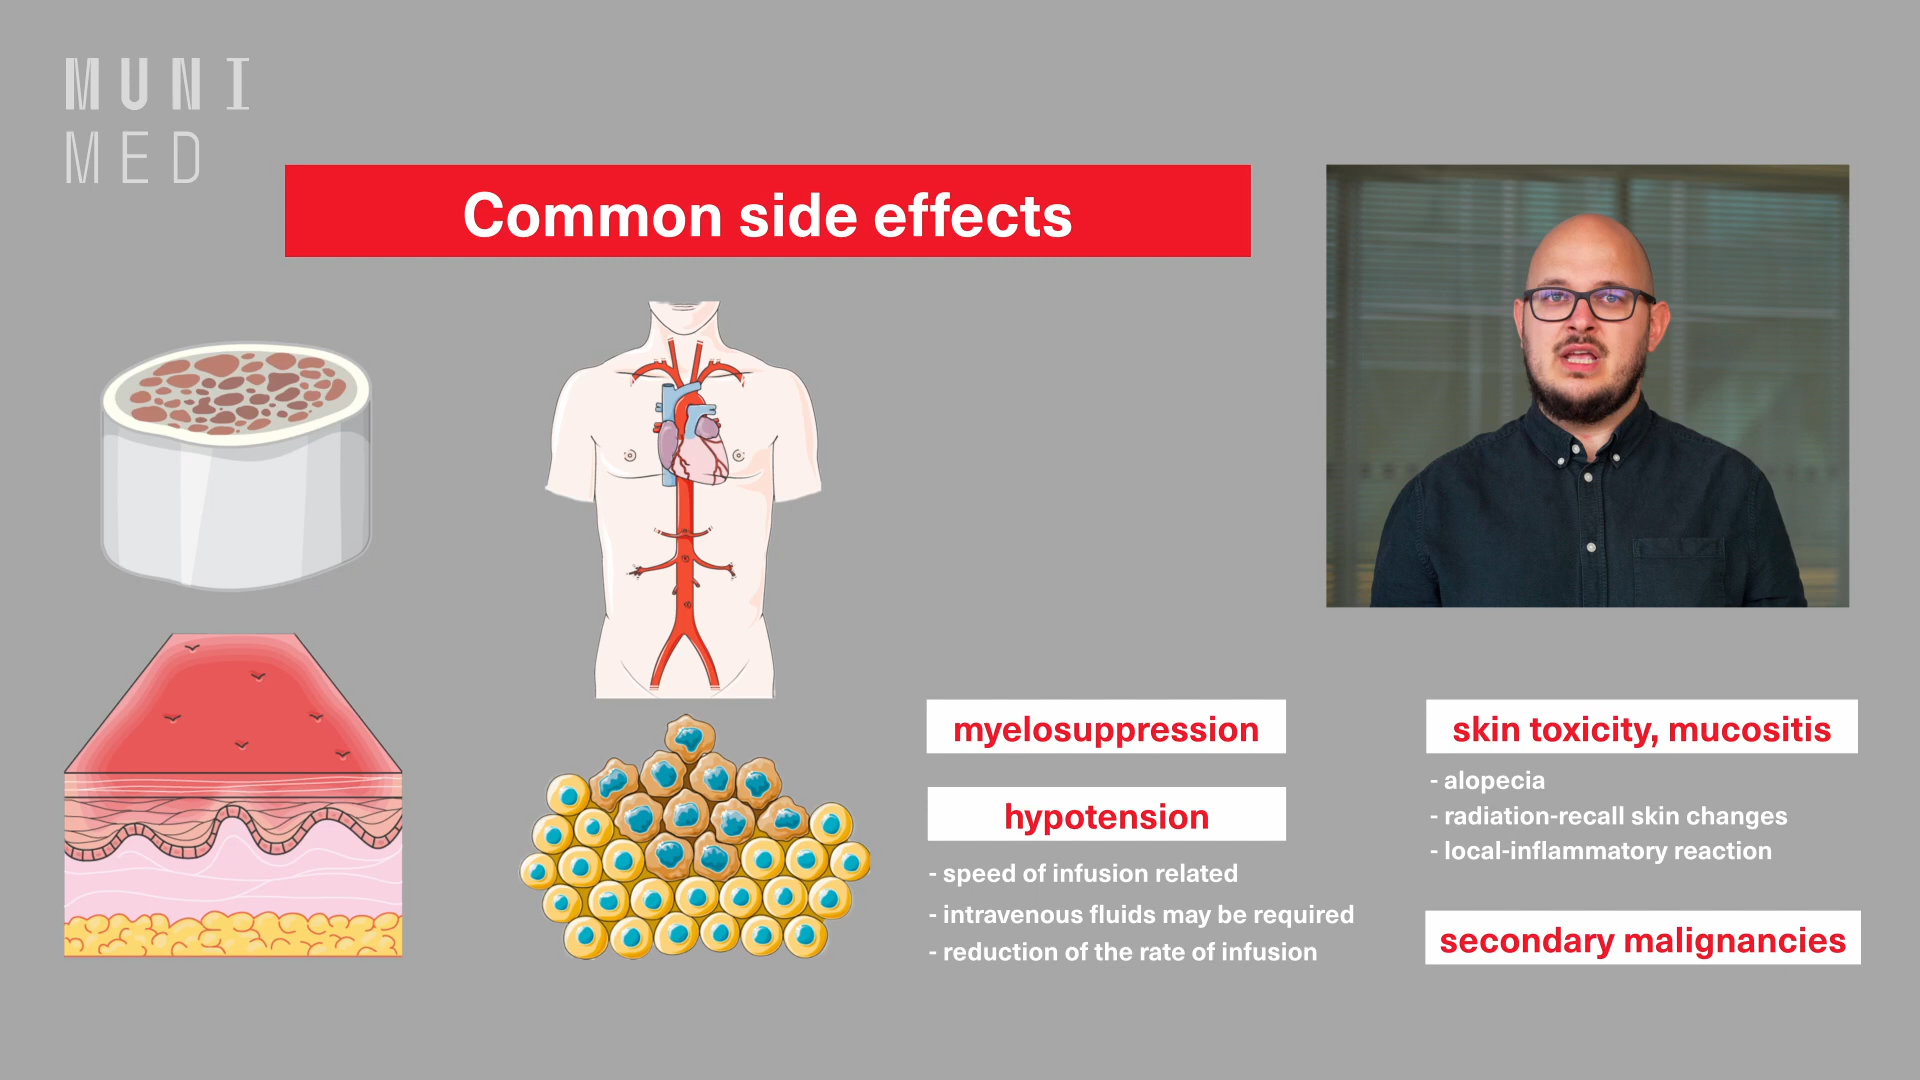 MUNI
MED
Common side effects
myelosuppression
hypotension
- speed of infusion related
- intravenous fluids may be required
- reduction of the rate of infusion
skin toxicity, mucositis
- alopecia
- radiation-recall skin changes
- local-inflammatory reaction
secondary malignancies